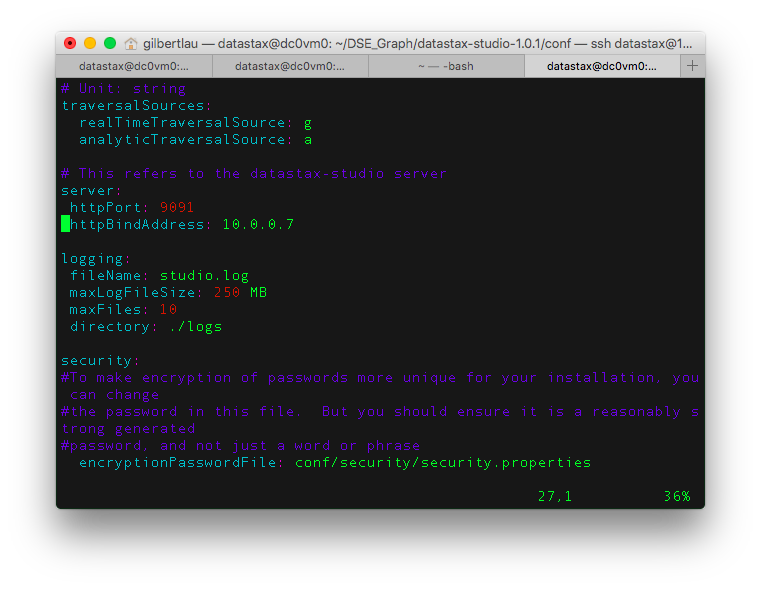 gilbertlau — datastax@dc0vm0: ~/DSE_Graph/datastax-studio-1.0.1/conf — ssh datastax@1...
datastax@dc0vm0:... datastax@dc0vm0:... ~ — -bash datastax@dc0vm0:... +
# Unit: string
traversalSources:
  realTimeTraversalSource: g
  analyticTraversalSource: a
# This refers to the datastax-studio server
server:
 httpPort: 9091
 httpBindAddress: 10.0.0.7
logging:
 fileName: studio.log
 maxLogFileSize: 250 MB
 maxFiles: 10
 directory: ./logs
security:
#To make encryption of passwords more unique for your installation, you
 can change
#the password in this file.  But you should ensure it is a reasonably s
trong generated
#password, and not just a word or phrase
  encryptionPasswordFile: conf/security/security.properties
27,1 36%